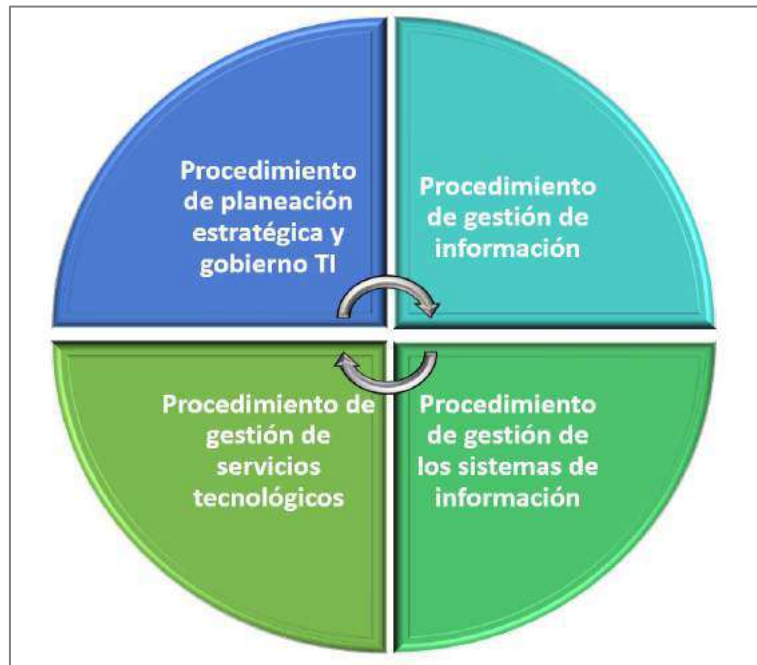 Procedimiento
de planeación
estratégica y
gobierno TI
Procedimiento
de gestión de
información
Procedimiento de
gestión de
servicios
tecnológicos
Procedimiento
de gestión de
los sistemas de
información